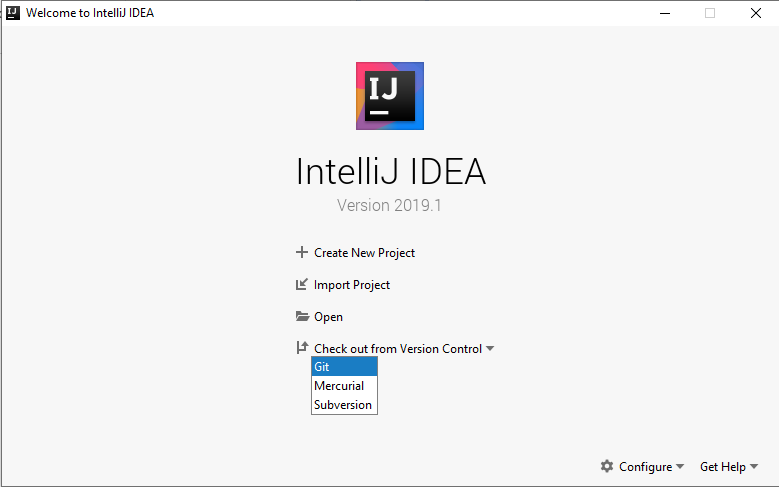 Welcome to IntelliJ IDEA
IJ
IJ
IntelliJ IDEA
Version 2019.1
Create New Project
Import Project
Open
Check out from Version Control
Git
Mercurial
Subversion
Configure
Get Help